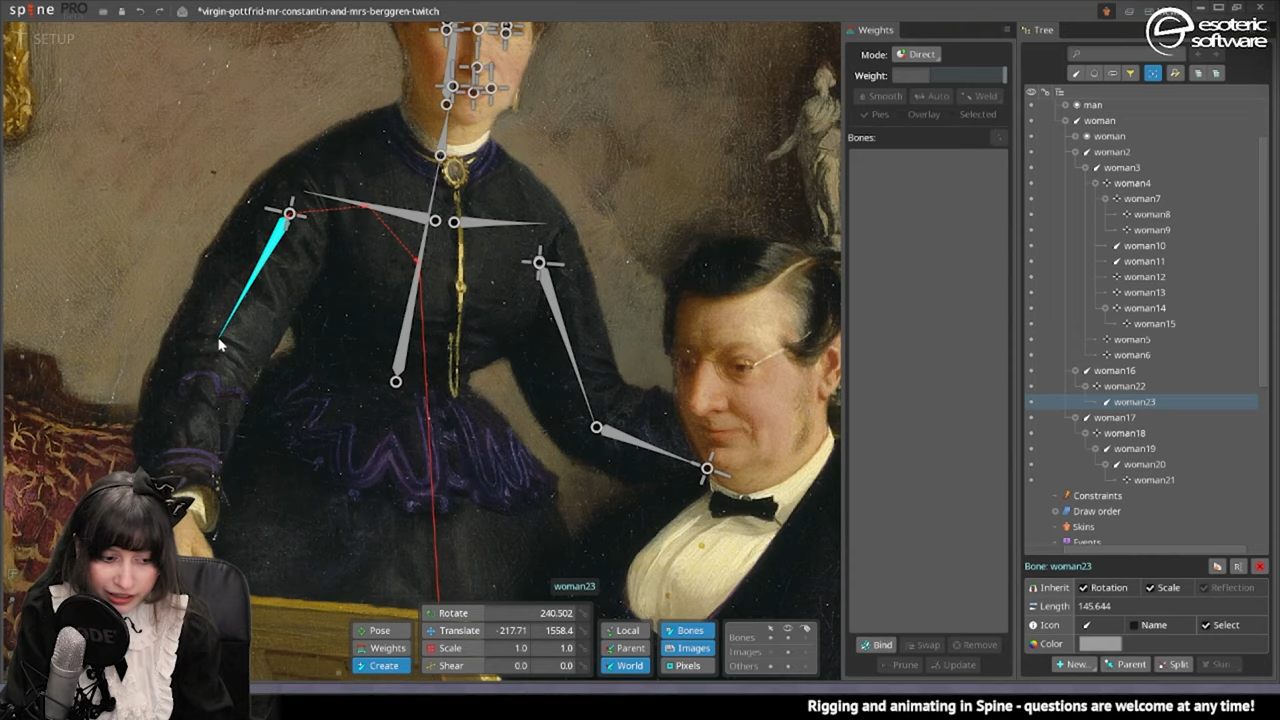 spine PRO
*virgin-gottfrid-mr-constantin-and-mrs-berggren-twitch
SETUP
esoteric
software
Weights
Mode: Direct
Weight:
Smooth Auto Weld
Pies Overlay Selected
Bones:
Bind Swap Remove
Prune Update
Tree
man
woman
woman
woman2
woman3
woman4
woman7
woman8
woman9
woman10
woman11
woman12
woman13
woman14
woman15
woman5
woman6
woman16
woman22
woman23
woman17
woman18
woman19
woman20
woman21
Constraints
Draw order
Skins
Events
Bone: woman23
Inherit Rotation Scale Reflection
Length 145.644
Icon Name Select
Color
New... Parent Split Skin
woman23
Pose
Weights
Create
Rotate 240.502
Translate -217.71 1558.4
Scale 1.0 1.0
Shear 0.0 0.0
Local
Parent
World
Bones
Images
Pixels
Bones
Images
Others
Rigging and animating in Spine - questions are welcome at any time!